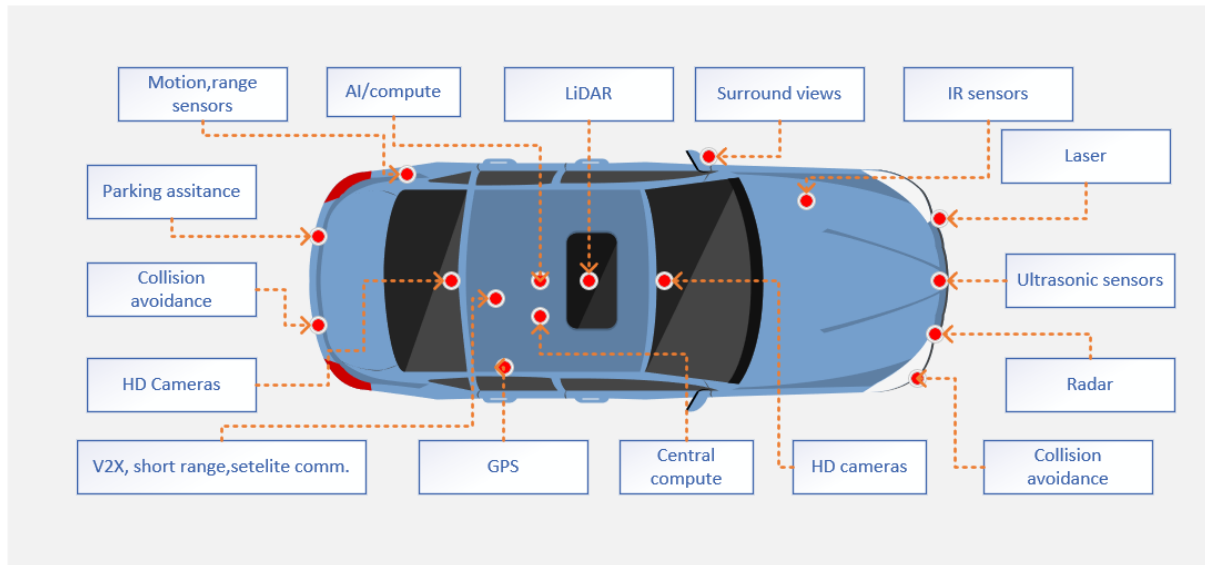 Motion,range
sensors
AI/compute
LiDAR
Surround views
IR sensors
Laser
Parking assitance
Collision
avoidance
Ultrasonic sensors
HD Cameras
Radar
V2X, short range,setelite comm.
GPS
Central
compute
HD cameras
Collision
avoidance